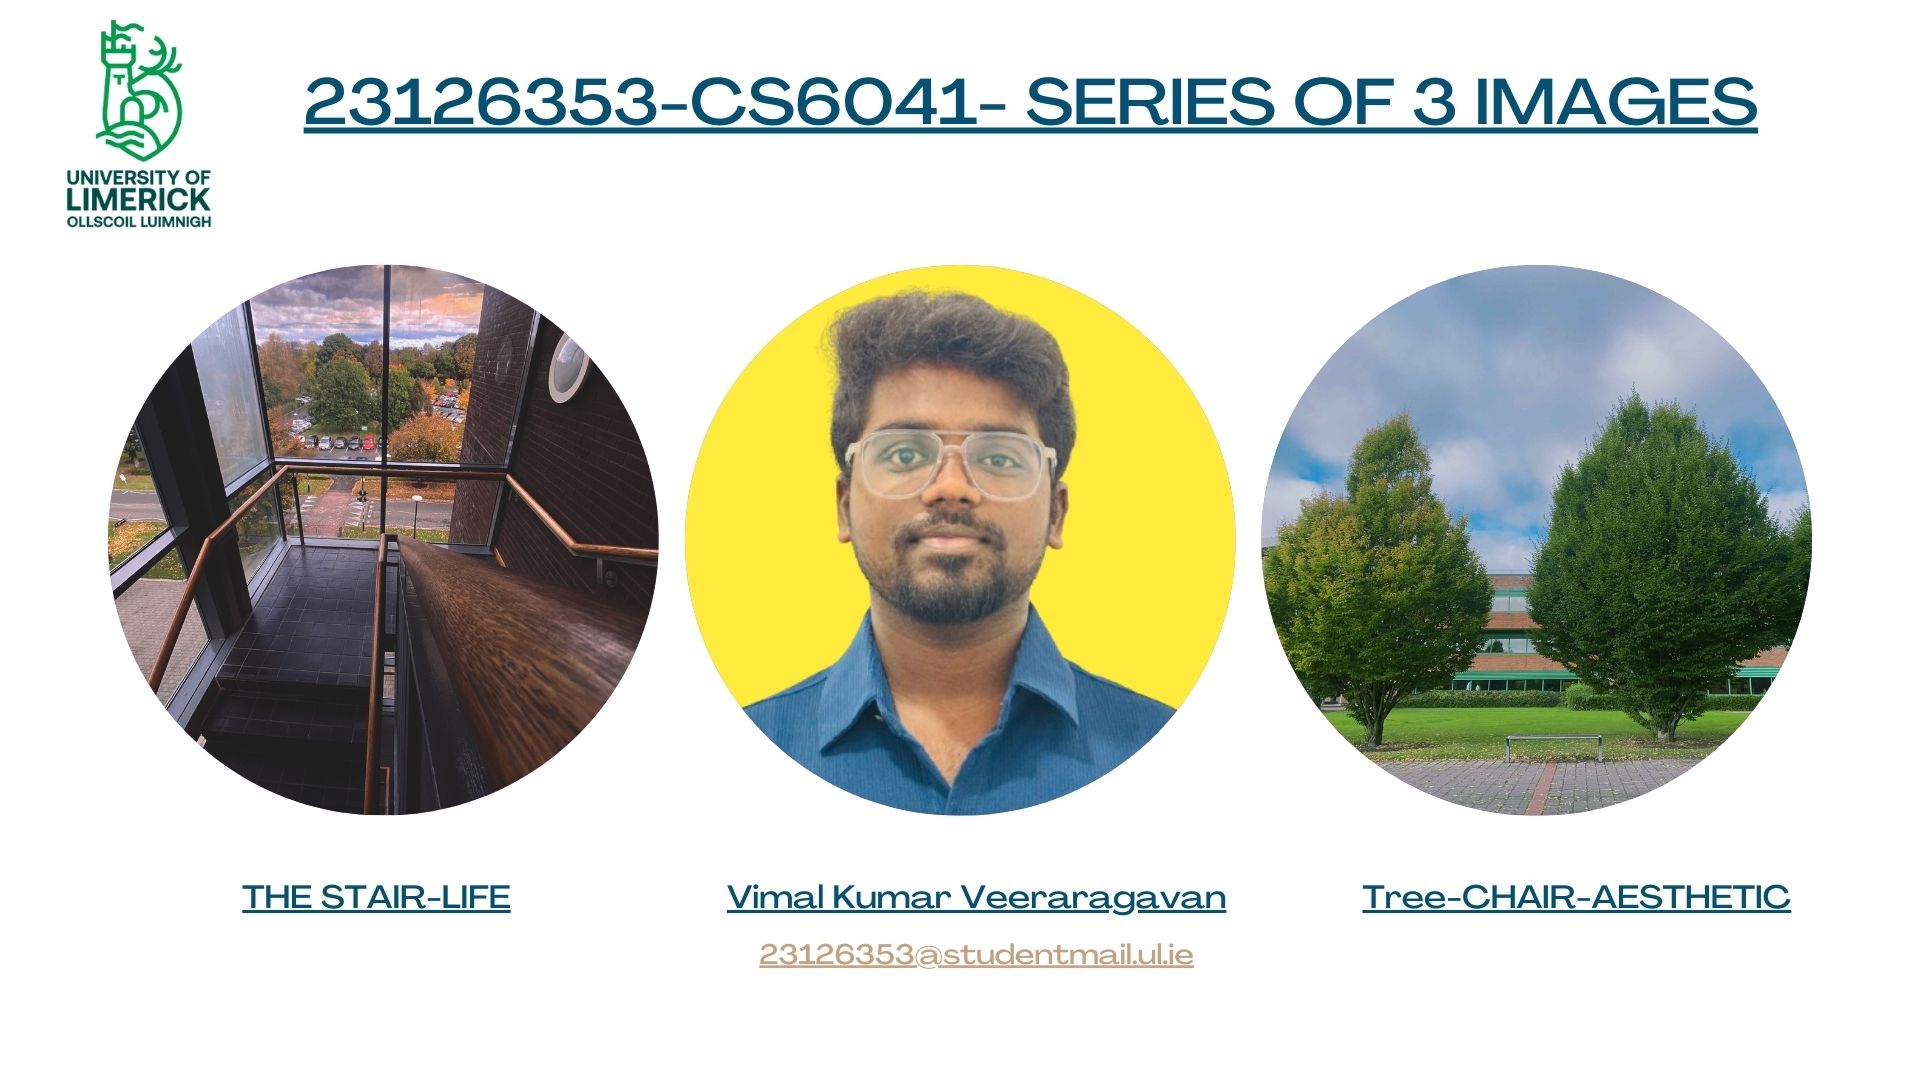 23126353-CS6041- SERIES OF 3 IMAGES
UNIVERSITY OF
LIMERICK
OLLSCOIL LUIMNIGH
THE STAIR-LIFE
Vimal Kumar Veeraragavan
23126353@studentmail.ul.ie
Tree-CHAIR-AESTHETIC